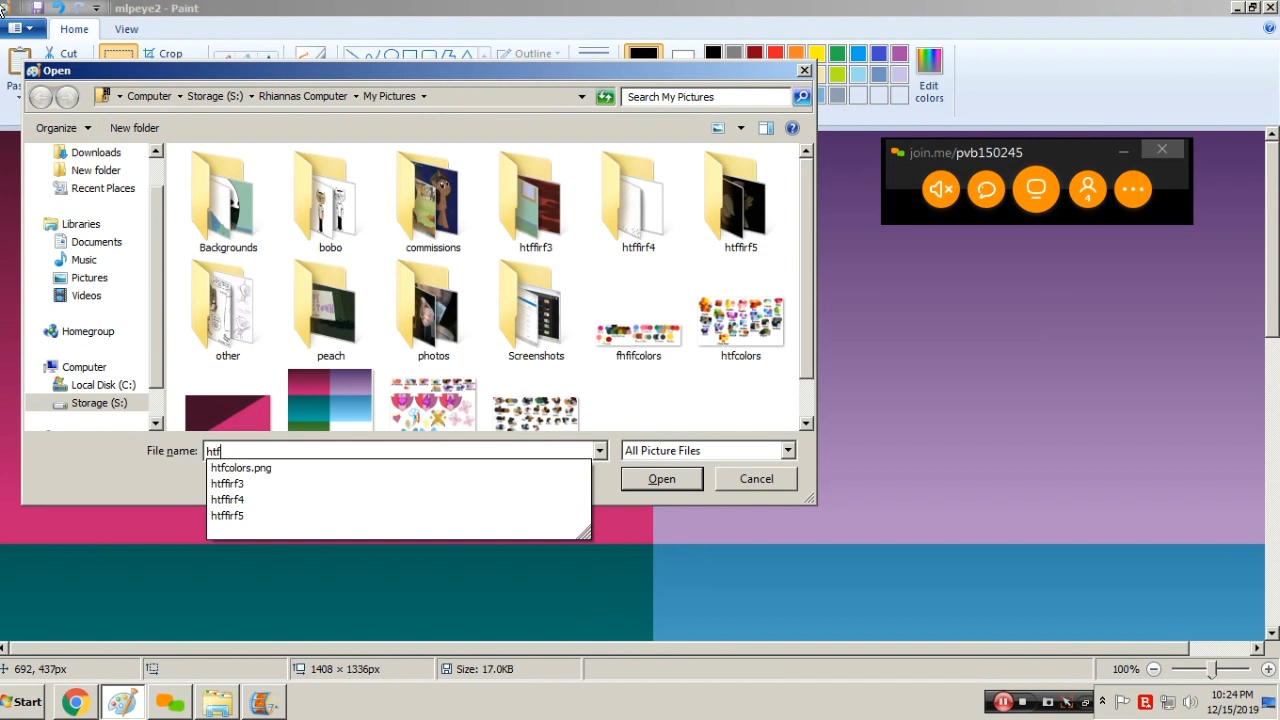 mlpeye2 - Paint
Home
View
Cut
Crop
Outline
Edit
colors
Open
Computer
Storage (S:)
Rhiannas Computer
My Pictures
Search My Pictures
Organize
New folder
join.me/pvb150245
4
Downloads
New folder
Recent Places
Libraries
Documents
Music
Pictures
Videos
Homegroup
Computer
Local Disk (C:)
Storage (S:)
Backgrounds
bobo
commissions
htffirf3
htffirf4
htffirf5
other
peach
photos
Screenshots
fhfifcolors
htfcolors
File name:
htf
All Picture Files
htfcolors.png
htffirf3
htffirf4
htffirf5
Open
Cancel
692, 437px
1408 × 1336px
Size: 17.0KB
100%
Start
10:24 PM
12/15/2019